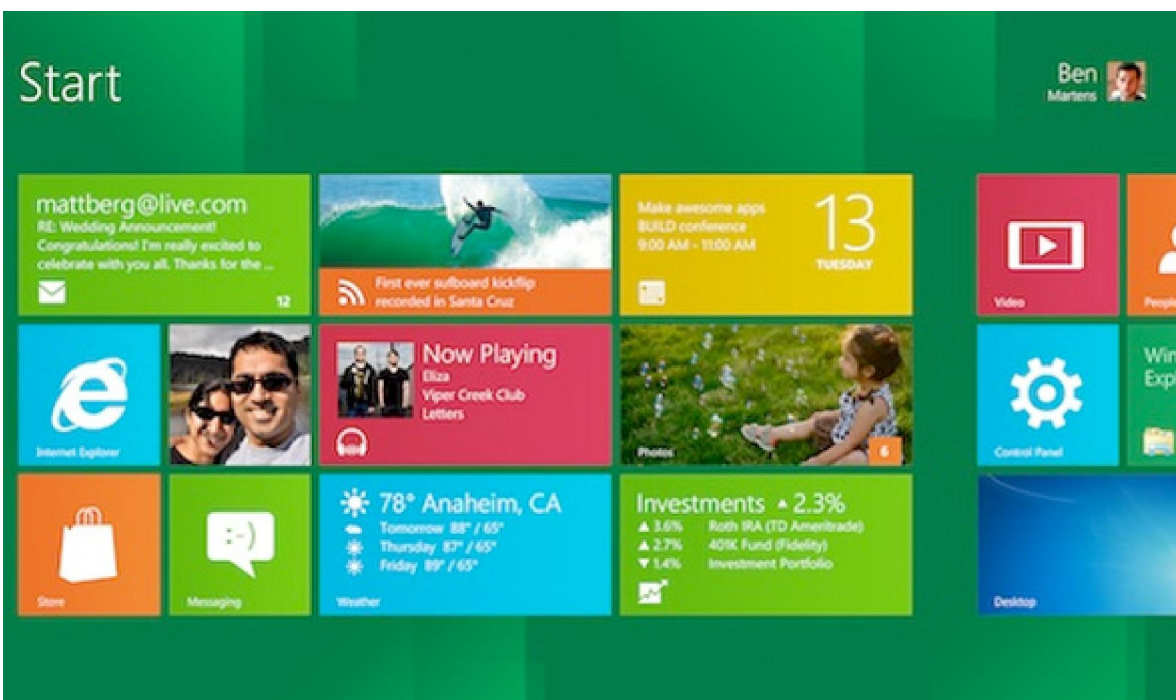 Start
Ben
Martens
mattberg@live.com
RE: Wedding Announcement!
Congratulations! I'm really excited to
celebrate with you all. Thanks for the ...
12
First ever sufboard kickflip
recorded in Santa Cruz
Make awesome apps
BUILD conference
9:00 AM - 11:00 AM
13
TUESDAY
Video
People
Internet Explorer
Now Playing
Eliza
Viper Creek Club
Letters
Photos
6
Control Panel
Win
Exp
Store
:-)
Messaging
78° Anaheim, CA
Tomorrow 88° / 65°
Thursday 87° / 65°
Friday 89° / 65°
Weather
Investments ▲ 2.3%
▲ 3.6% Roth IRA (TD Ameritrade)
▲ 2.7% 401K Fund (Fidelity)
▼ 1.4% Investment Portfolio
Desktop